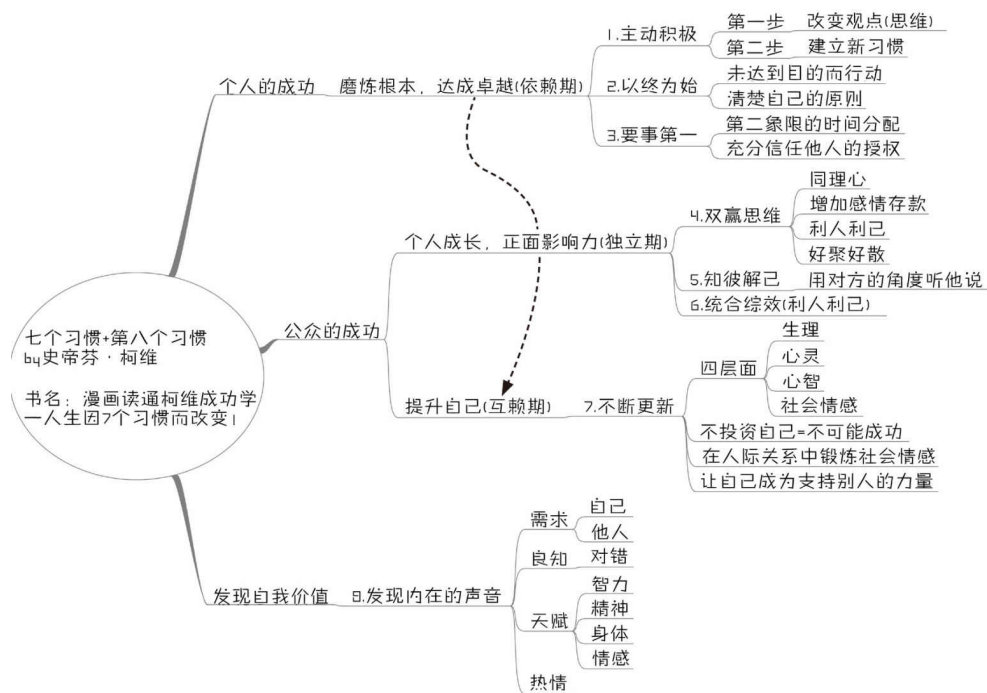 七个习惯+第八个习惯
by史帝芬·柯维
书名：漫画读通柯维成功学
—人生因7个习惯而改变！
个人的成功
磨炼根本，达成卓越(依赖期)
1.主动积极
第一步
改变观点(思维)
第二步
建立新习惯
2.以终为始
未达到目的而行动
清楚自己的原则
3.要事第一
第二象限的时间分配
充分信任他人的授权
公众的成功
个人成长，正面影响力(独立期)
4.双赢思维
同理心
增加感情存款
利人利己
好聚好散
5.知彼解己
用对方的角度听他说
6.统合综效(利人利己)
提升自己(互赖期)
7.不断更新
四层面
生理
心灵
心智
社会情感
不投资自己=不可能成功
在人际关系中锻炼社会情感
让自己成为支持别人的力量
发现自我价值
8.发现内在的声音
需求
自己
他人
良知
对错
天赋
智力
精神
身体
情感
热情